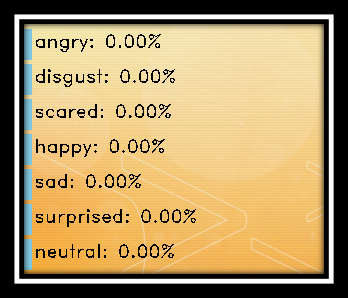 angry: 0.00%
disgust: 0.00%
scared: 0.00%
happy: 0.00%
sad: 0.00%
surprised: 0.00%
neutral: 0.00%